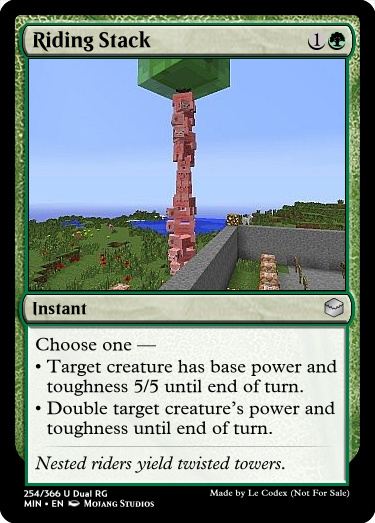 Riding Stack 1
Instant
Choose one —
• Target creature has base power and
toughness 5/5 until end of turn.
• Double target creature's power and
toughness until end of turn.
Nested riders yield twisted towers.
254/366 U Dual RG
MIN • EN Mojang Studios
Made by Le Codex (Not For Sale)